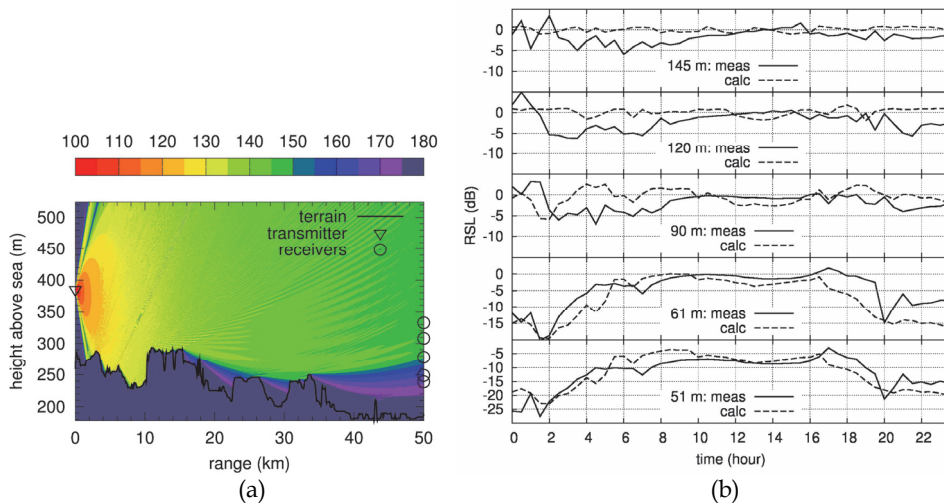 100 110 120 130 140 150 160 170 180
500
450
400
350
300
250
200
height above sea (m)
terrain
transmitter
receivers
0 10 20 30 40 50
range (km)
(a)
(b)
0
-5
-10
145 m: meas
calc
0
-5
-10
120 m: meas
calc
0
-5
-10
90 m: meas
calc
0
-5
-10
-15
61 m: meas
calc
-5
-10
-15
-20
-25
51 m: meas
calc
RSL (dB)
0 2 4 6 8 10 12 14 16 18 20 22
time (hour)